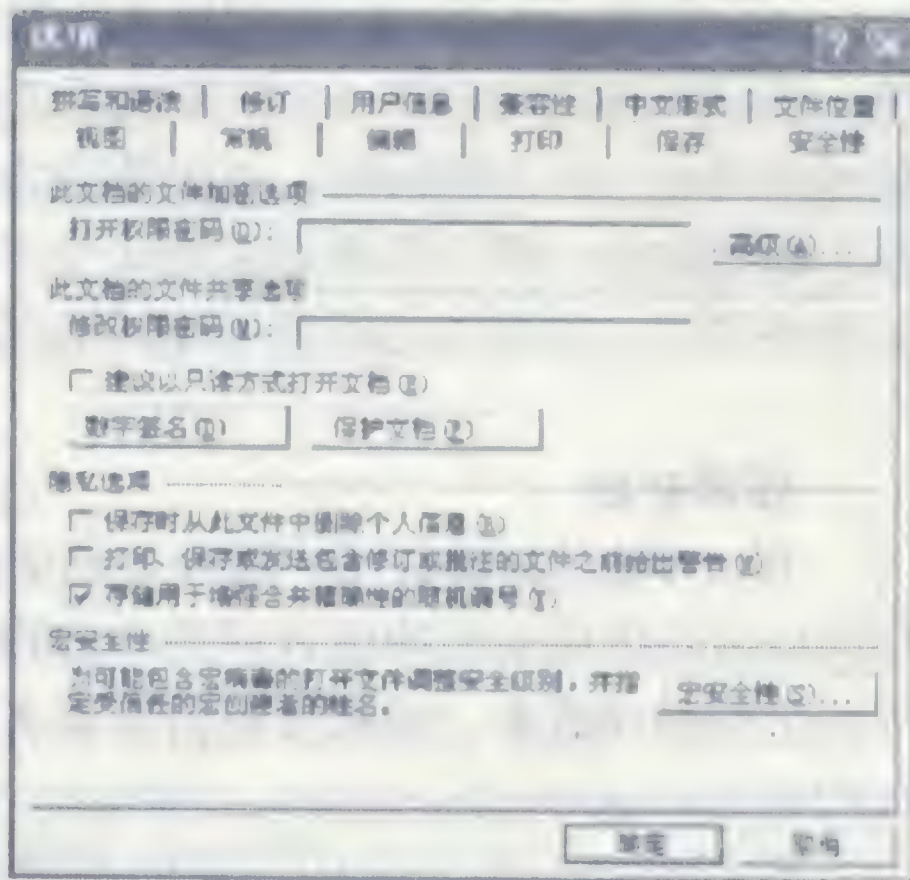 选项
拼写和语法 修订 用户信息 兼容性 中文版式 文件位置
视图 常规 编辑 打印 保存 安全性
此文档的文件加密选项
打开权限密码(O):
高级(A)...
此文档的文件共享选项
修改权限密码(M):
建议以只读方式打开文档(E)
数字签名(D) 保护文档(P)
隐私选项
保存时从此文件中删除个人信息(R)
打印、保存或发送包含修订或批注的文件之前给出警告(W)
存储用于增强合并精确性的随机编号(T)
宏安全性
为可能包含宏病毒的打开文件调整安全级别，并指
定受信任的宏创建者的姓名。
宏安全性(S)...
确定 取消